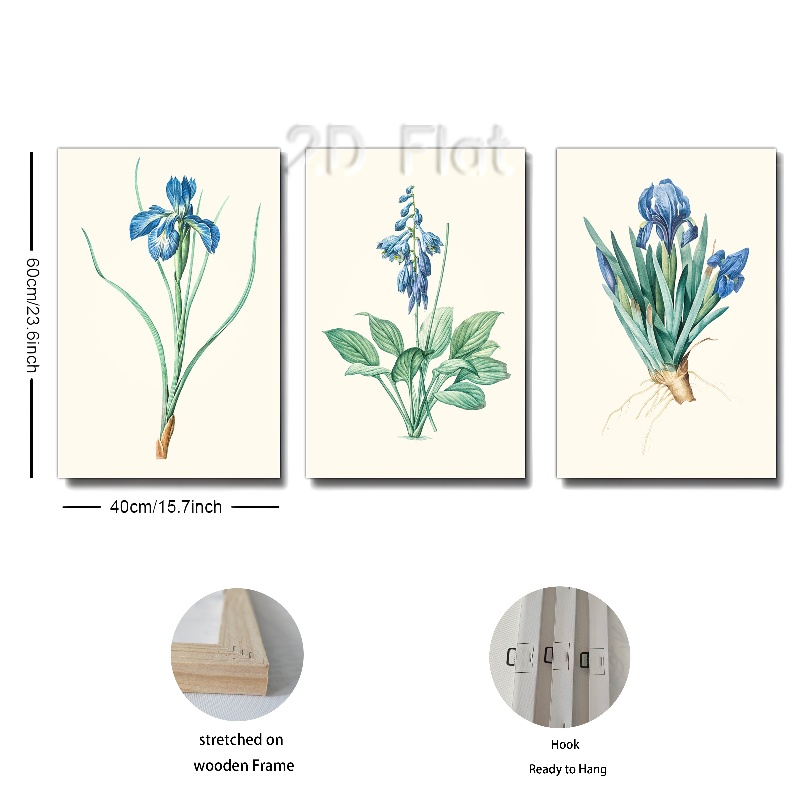 2D Flat
60cm/23.6inch
40cm/15.7inch
stretched on
wooden Frame
Hook
Ready to Hang